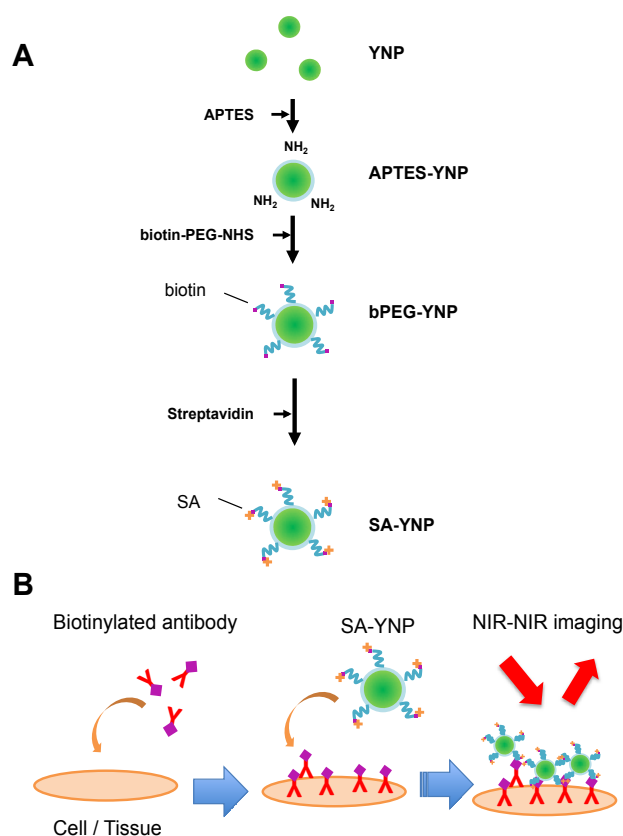 A
YNP
APTES
NH2
APTES-YNP
NH2 NH2
biotin-PEG-NHS
biotin
bPEG-YNP
Streptavidin
SA
SA-YNP
B
Biotinylated antibody
SA-YNP
NIR-NIR imaging
Cell / Tissue